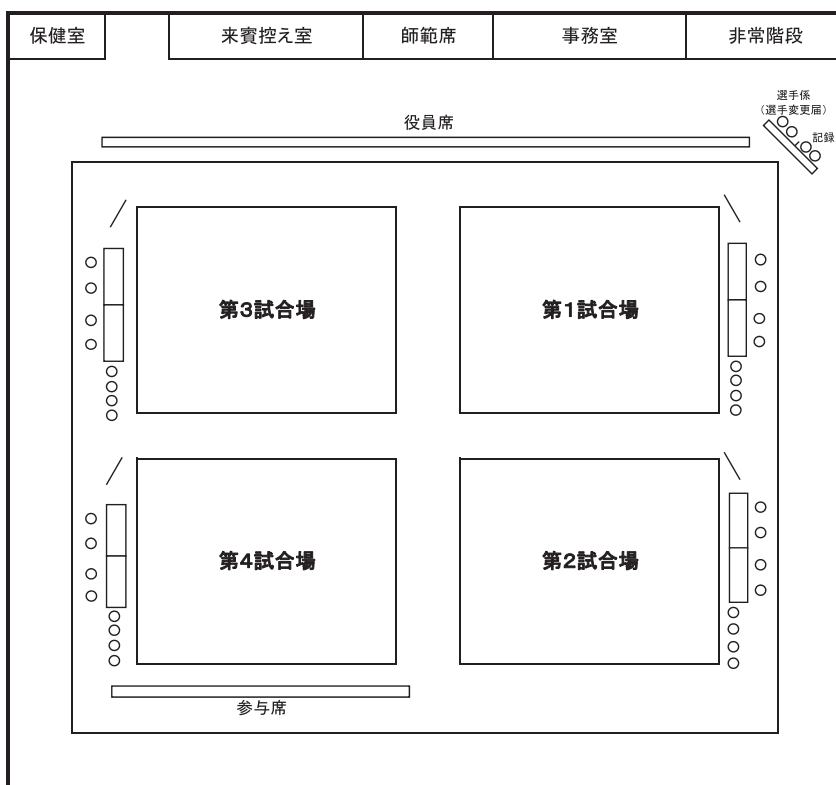 保健室
来賓控え室
師範席
事務室
非常階段
選手係
（選手変更届）
記録
役員席
第3試合場
第1試合場
第4試合場
第2試合場
参与席